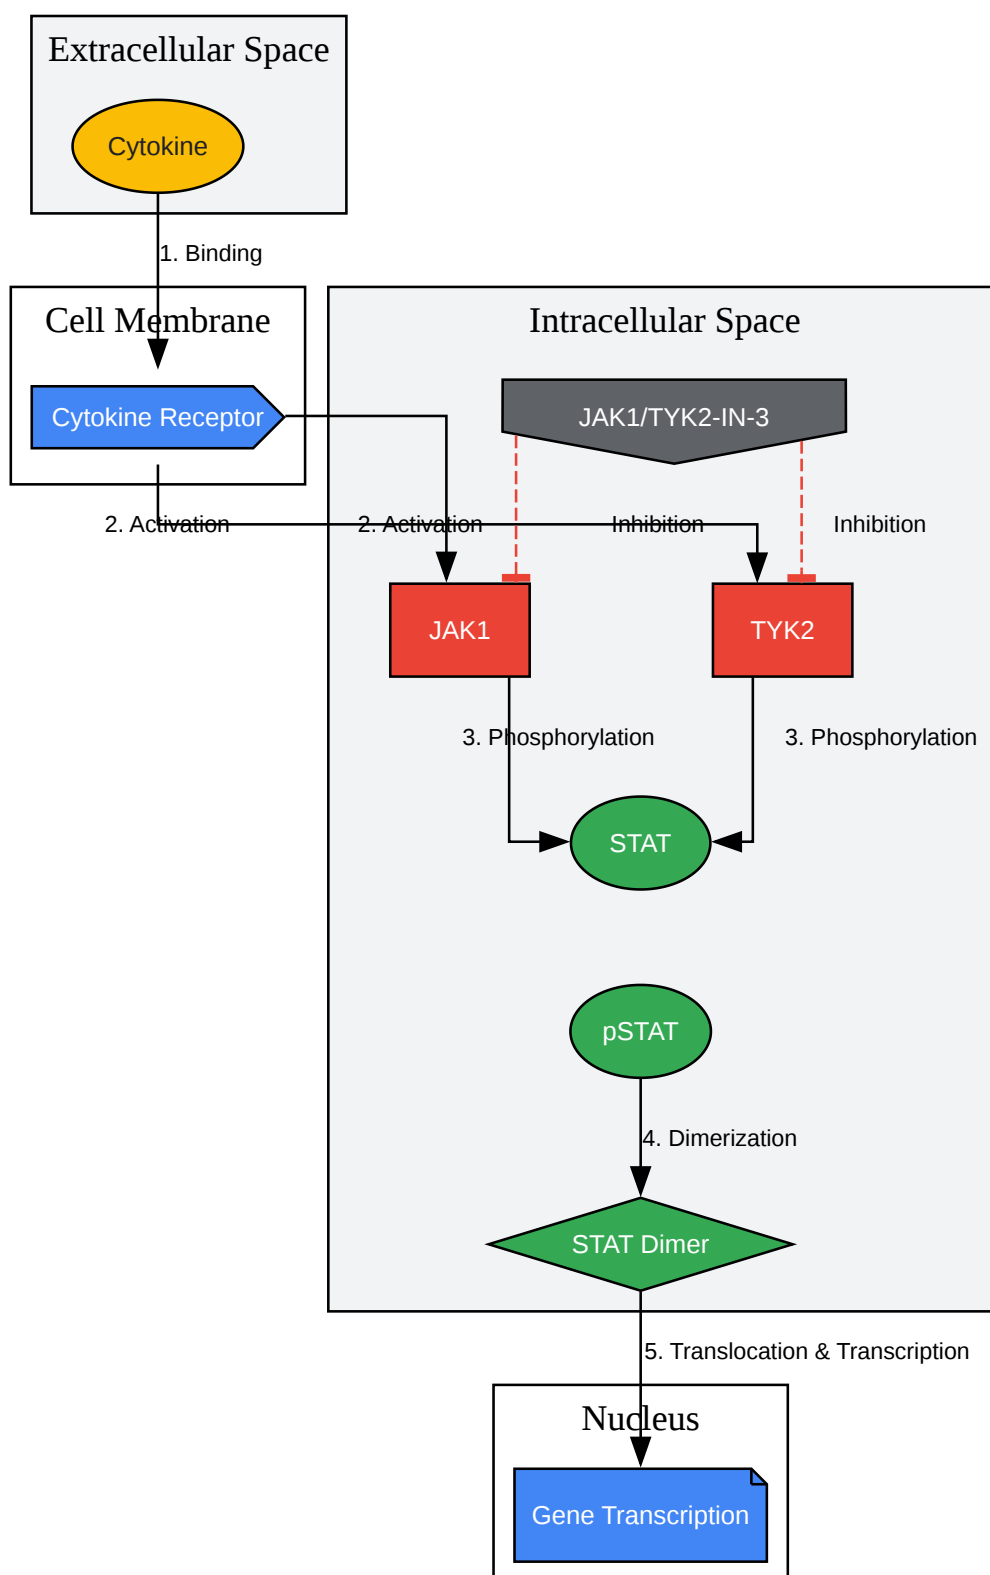 Extracellular Space
Cytokine
1. Binding
Cell Membrane
Intracellular Space
Cytokine Receptor
JAK1/TYK2-IN-3
2. Activation
2. Activation
Inhibition
Inhibition
JAK1
TYK2
3. Phosphorylation
3. Phosphorylation
STAT
pSTAT
4. Dimerization
STAT Dimer
5. Translocation & Transcription
Nucleus
Gene Transcription